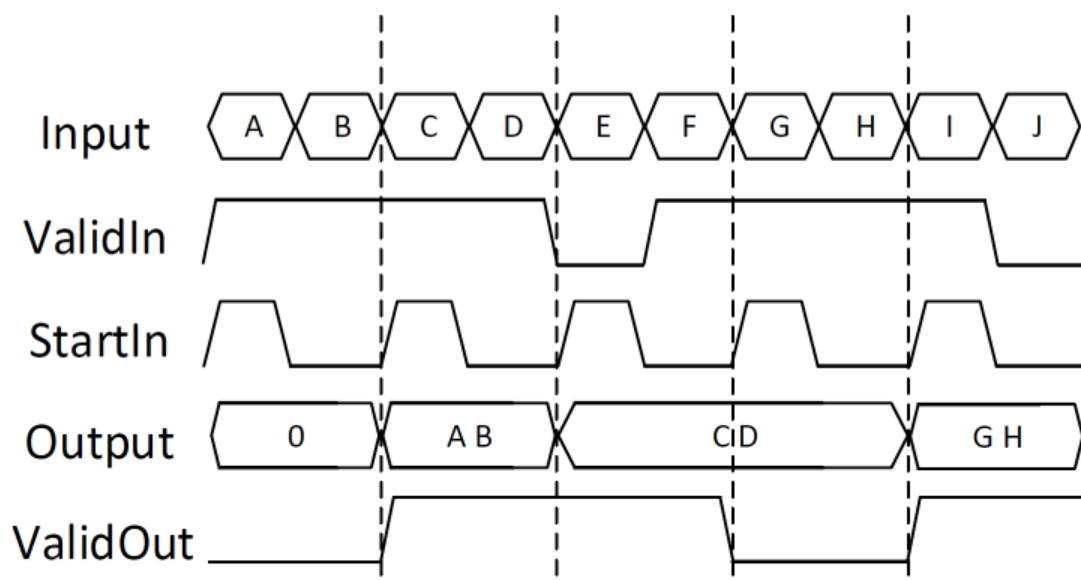 Input A B C D E F G H I J
ValidIn
StartIn
Output 0 A B C D G H
ValidOut